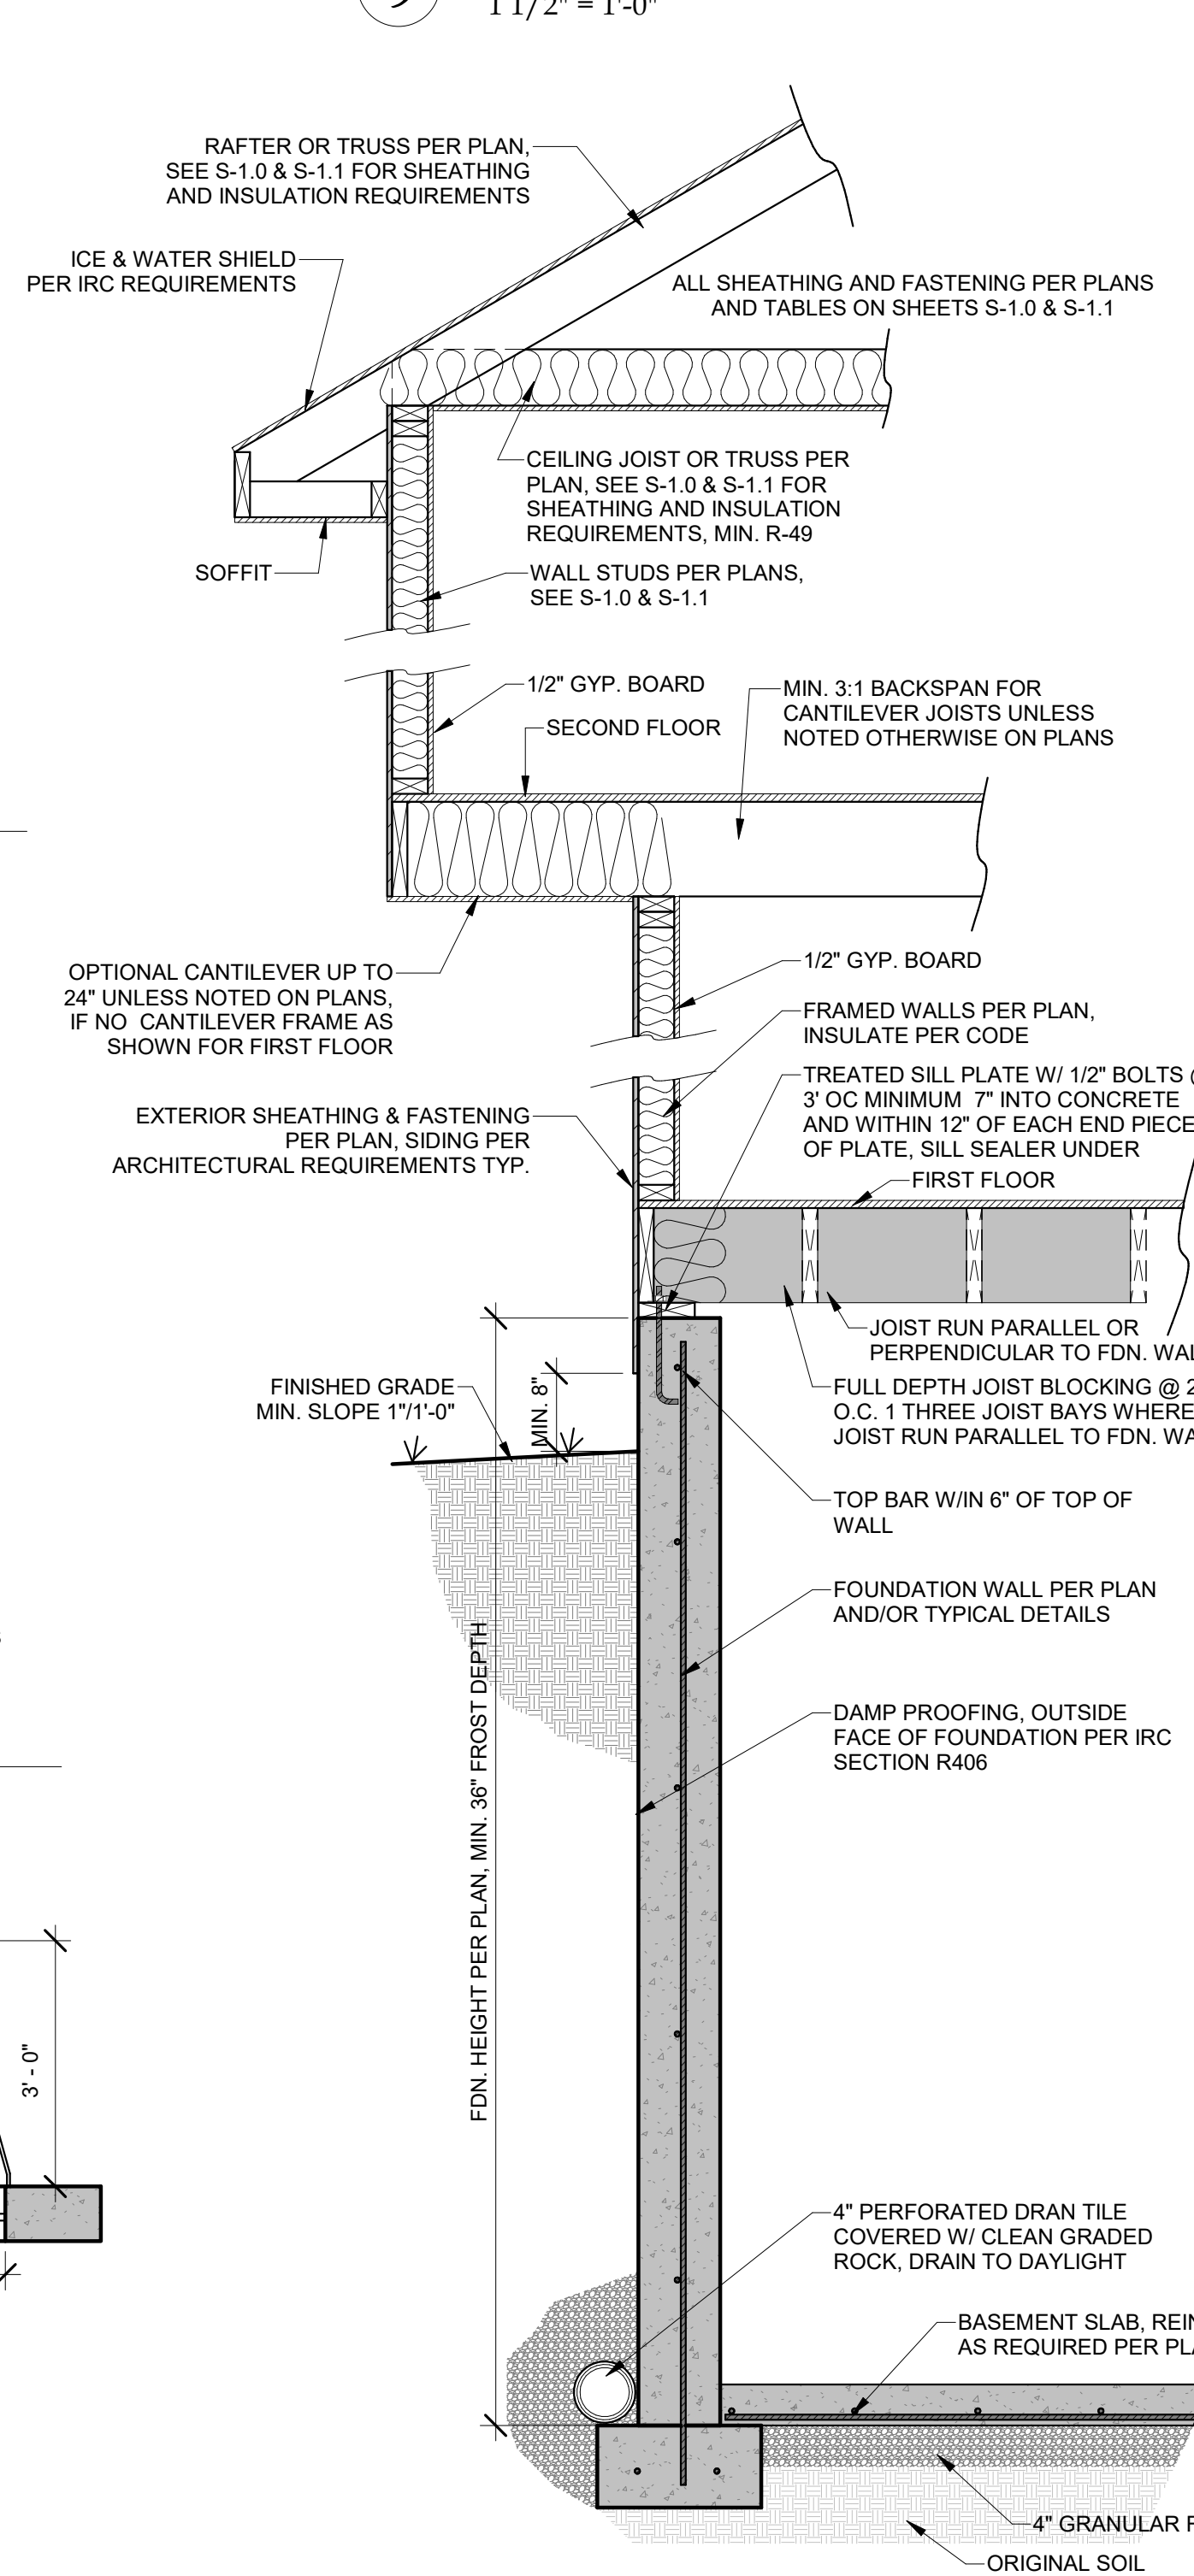 1 1/2" = 1'-0"
RAFTER OR TRUSS PER PLAN,
SEE S-1.0 & S-1.1 FOR SHEATHING
AND INSULATION REQUIREMENTS
ICE & WATER SHIELD
PER IRC REQUIREMENTS
ALL SHEATHING AND FASTENING PER PLANS
AND TABLES ON SHEETS S-1.0 & S-1.1
CEILING JOIST OR TRUSS PER
PLAN, SEE S-1.0 & S-1.1 FOR
SHEATHING AND INSULATION
REQUIREMENTS, MIN. R-49
SOFFIT
WALL STUDS PER PLANS,
SEE S-1.0 & S-1.1
1/2" GYP. BOARD
SECOND FLOOR
MIN. 3:1 BACKSPAN FOR
CANTILEVER JOISTS UNLESS
NOTED OTHERWISE ON PLANS
OPTIONAL CANTILEVER UP TO
24" UNLESS NOTED ON PLANS,
IF NO CANTILEVER FRAME AS
SHOWN FOR FIRST FLOOR
1/2" GYP. BOARD
FRAMED WALLS PER PLAN,
INSULATE PER CODE
TREATED SILL PLATE W/ 1/2" BOLTS
3' OC MINIMUM 7" INTO CONCRETE
AND WITHIN 12" OF EACH END PIECE
OF PLATE, SILL SEALER UNDER
EXTERIOR SHEATHING & FASTENING
PER PLAN, SIDING PER
ARCHITECTURAL REQUIREMENTS TYP.
FIRST FLOOR
JOIST RUN PARALLEL OR
PERPENDICULAR TO FDN.
FINISHED GRADE
MIN. SLOPE 1"/1'-0"
MIN. 8"
FULL DEPTH JOIST BLOCKING @
O.C. 1 THREE JOIST BAYS WHERE
JOIST RUN PARALLEL TO FDN.
TOP BAR W/IN 6" OF TOP OF
WALL
FOUNDATION WALL PER PLAN
AND/OR TYPICAL DETAILS
FDN. HEIGHT PER PLAN, MIN. 36" FROST DEPTH
DAMP PROOFING, OUTSIDE
FACE OF FOUNDATION PER IRC
SECTION R406
3' - 0"
4" PERFORATED DRAN TILE
COVERED W/ CLEAN GRADED
ROCK, DRAIN TO DAYLIGHT
BASEMENT SLAB,
AS REQUIRED PER
4" GRANULAR
ORIGINAL SOIL